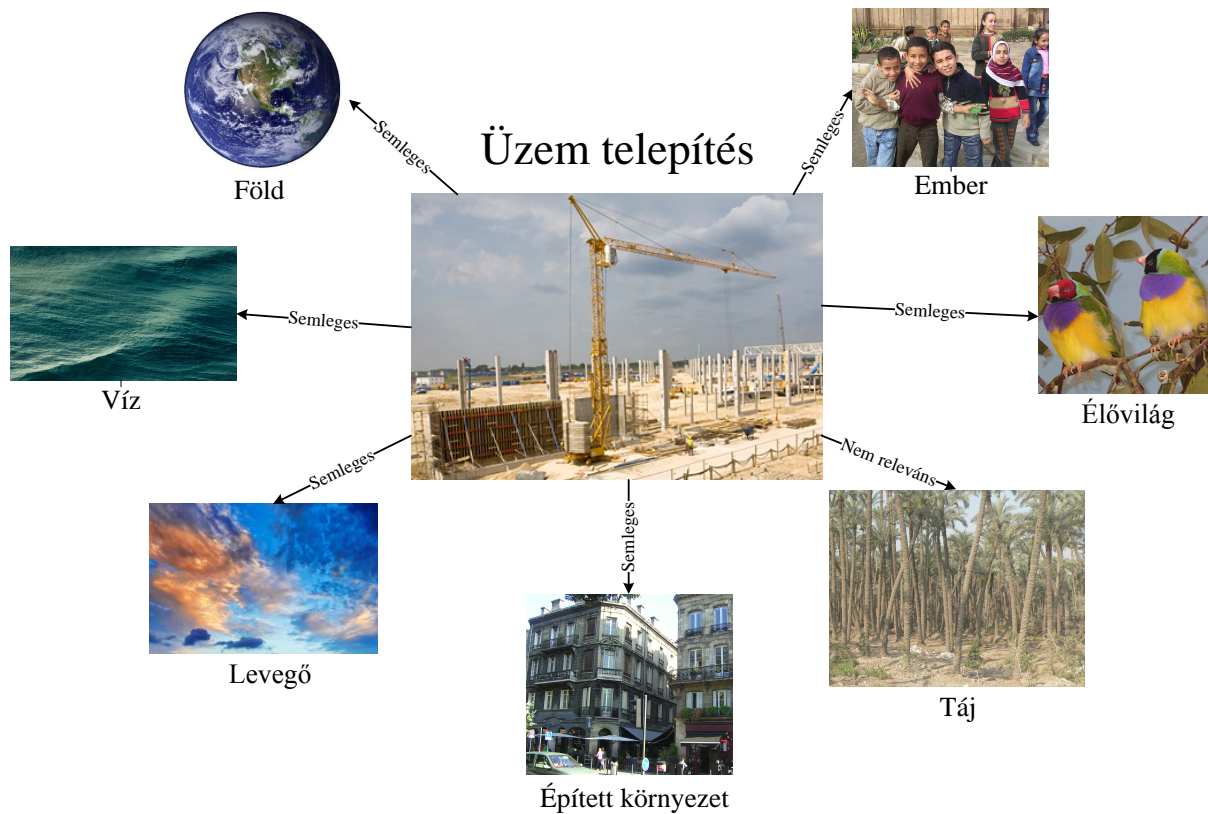 Üzem telepítés
Semleges
Föld
Semleges
Ember
Semleges
Víz
Semleges
Élővilág
Semleges
Levegő
Semleges
Épített környezet
Nem releváns
Táj